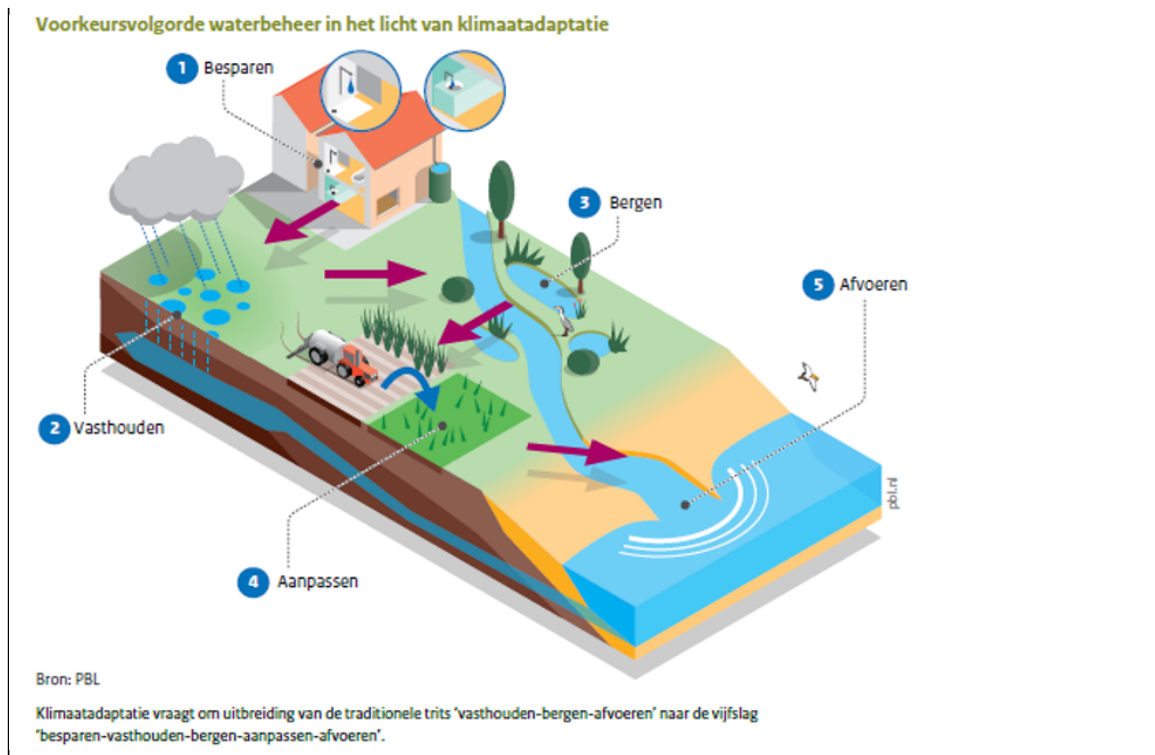 Voorkeursvolgorde waterbeheer in het licht van klimaatadaptatie
1 Besparen
3 Bergen
5 Afvoeren
2 Vasthouden
4 Aanpassen
pbl.nl
Bron: PBL
Klimaatadaptatie vraagt om uitbreiding van de traditionele trits ‘vasthouden-bergen-afvoeren’ naar de vijfslag
‘besparen-vasthouden-bergen-aanpassen-afvoeren’.